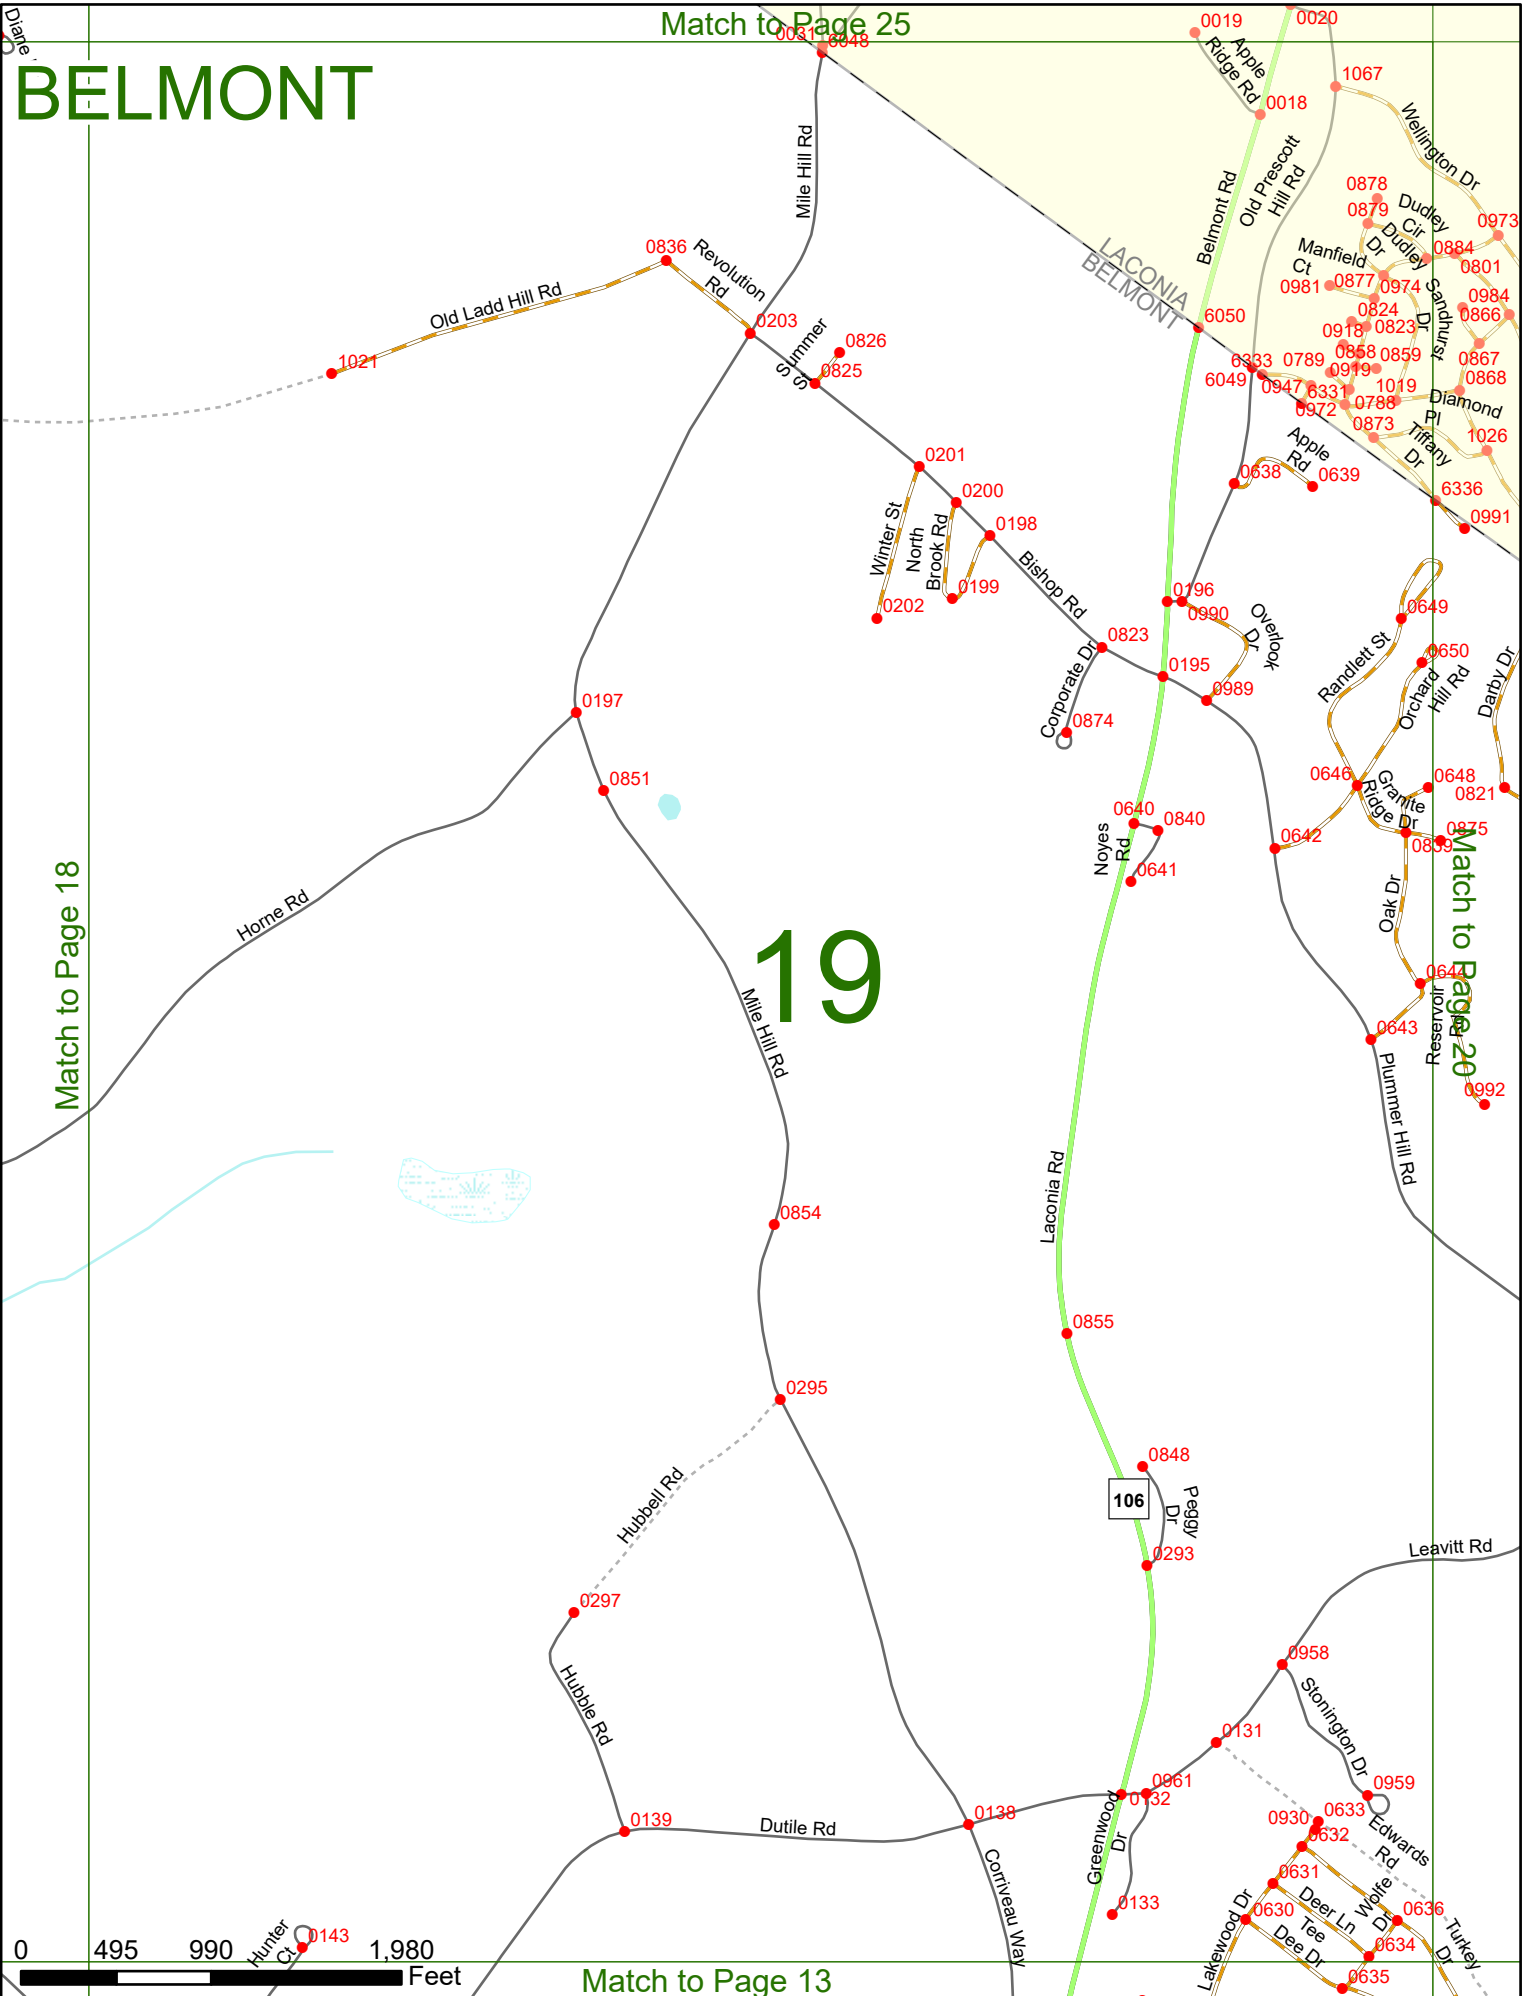 Match to Page 25
BELMONT
Diane
0031
6048
0019
0020
Apple
Ridge Rd
0018
1067
Wellington Dr
Mile Hill Rd
Belmont Rd
Old Prescott
Hill Rd
0878
0879
Dudley
Cir
Dudley
Dr
0973
0884
0801
Manfield
Ct
0981
0877
0974
0984
0866
Sandhurst
Dr
0824
0823
0918
0858
0859
0867
0789
0919
0868
LACONIA
BELMONT
6050
6333
6049
0947
6331
1019
0972
0788
Diamond
Pl
0873
Tiffany
Dr
1026
6336
0991
0836
Revolution
Rd
Old Ladd Hill Rd
1021
0203
Summer
St
0826
0825
0201
0200
0198
Winter St
North
Brook Rd
0199
0202
Bishop Rd
Apple
Rd
0638
0639
0196
0990
Overlook
Dr
0823
0195
0989
Corporate Dr
0874
0649
Randlett St
0650
Orchard
Hill Rd
Darby Dr
0197
0851
0646
Granite
Ridge Dr
0648
0821
0875
0839
0640
0840
Noyes
Rd
0641
0642
Oak Dr
Match to Page 18
Horne Rd
19
Mile Hill Rd
Match to Page 20
0644
Reservoir
Rd
0643
0992
Plummer Hill Rd
Laconia Rd
0854
0855
0295
0848
106
Peggy
Dr
0293
Hubbell Rd
0297
Hubble Rd
Leavitt Rd
0958
Stonington Dr
0131
0959
0961
0132
0138
0139
Dutile Rd
Greenwood
Dr
0133
Corriveau Way
0633
0930
0632
Edwards
Rd
0631
Wolfe
Dr
0630
Deer Ln
0636
Lakewood Dr
Tee
Dee Dr
0634
0635
Turkey
Dr
Hunter
Ct
0143
0 495 990 1,980
Feet
Match to Page 13